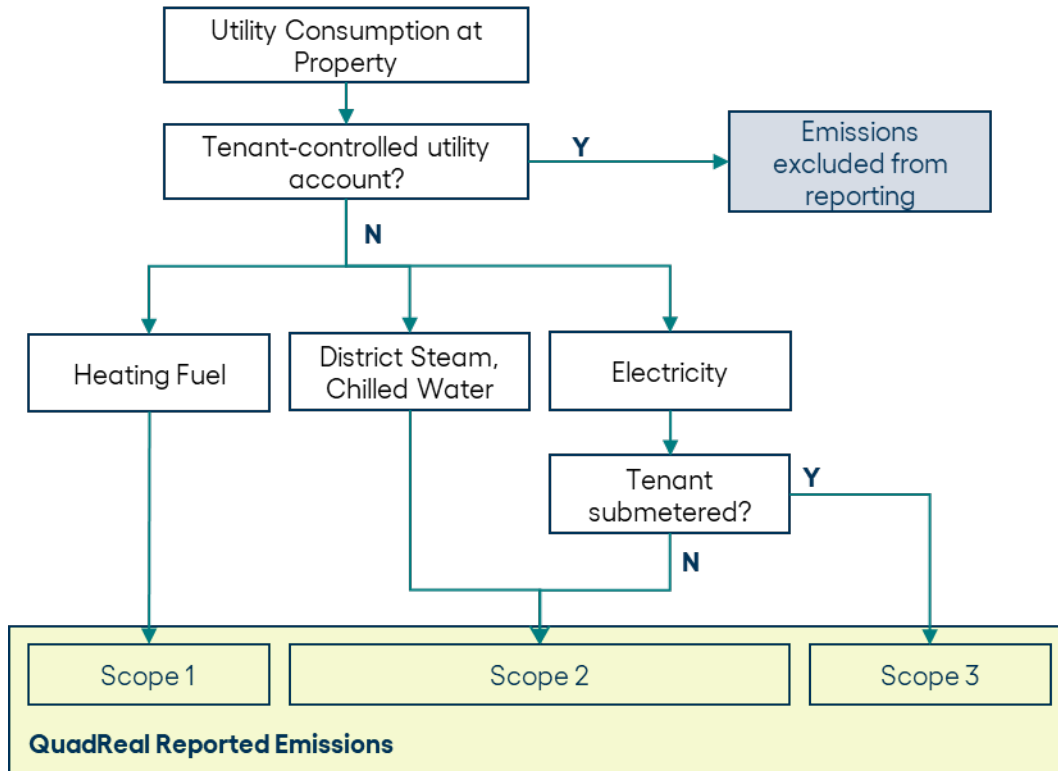 Utility Consumption at
Property
Tenant-controlled utility
account?
Y
Emissions
excluded from
reporting
N
Heating Fuel
District Steam,
Chilled Water
Electricity
Tenant
submetered?
Y
N
Scope 1
Scope 2
Scope 3
QuadReal Reported Emissions